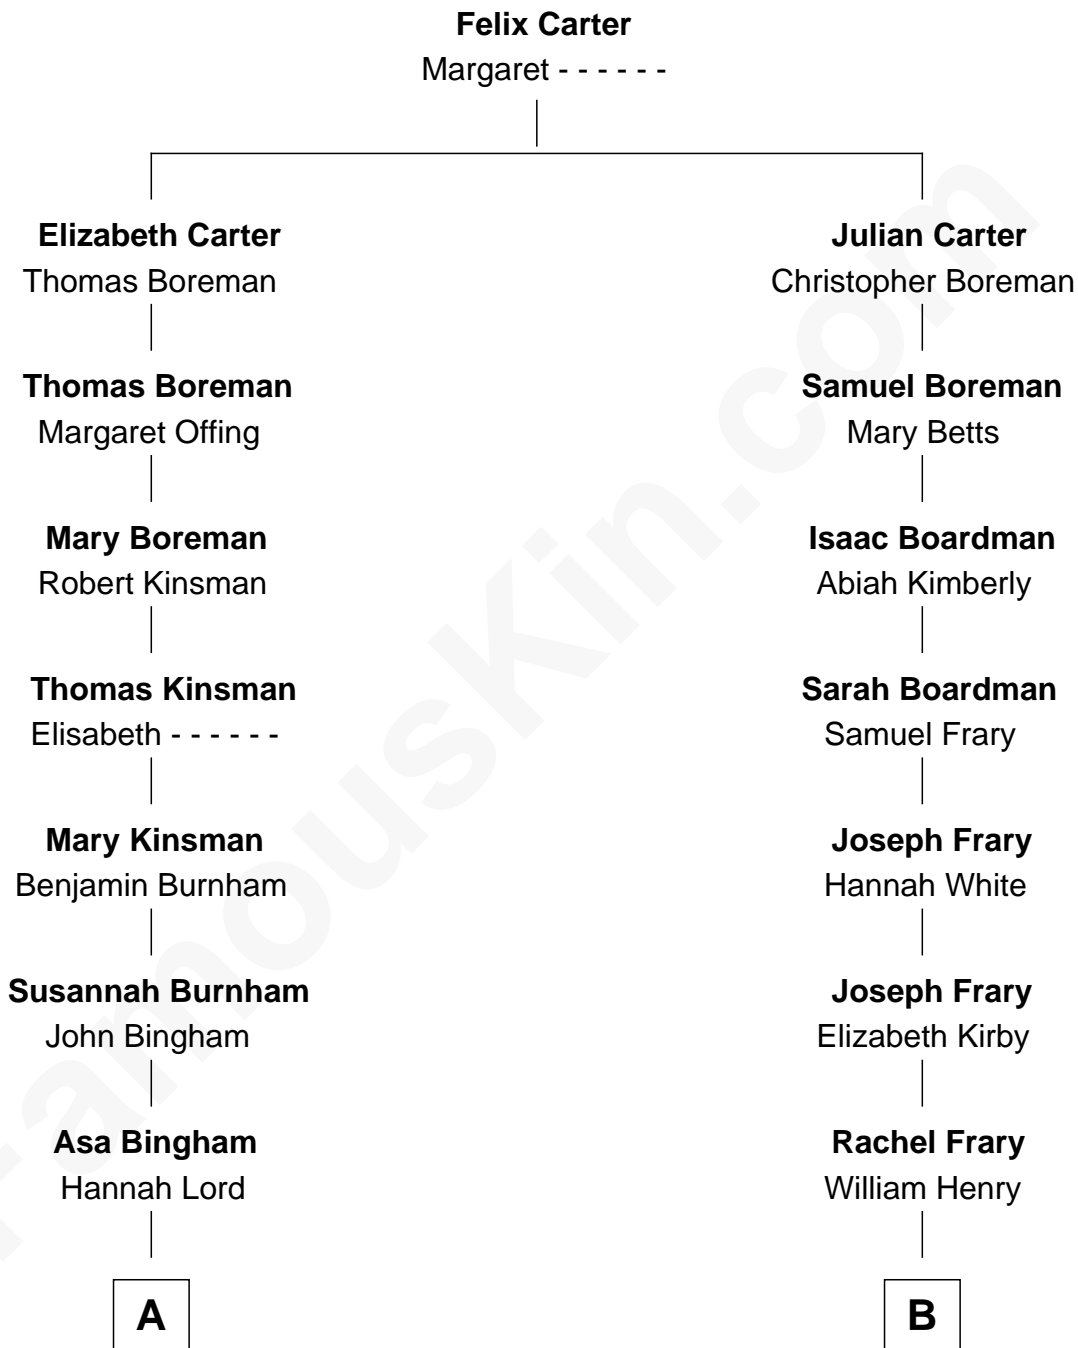 Felix Carter
Margaret - - - - - -
Elizabeth Carter
Thomas Boreman
Julian Carter
Christopher Boreman
Thomas Boreman
Margaret Offing
Samuel Boreman
Mary Betts
Mary Boreman
Robert Kinsman
Isaac Boardman
Abiah Kimberly
Thomas Kinsman
Elisabeth - - - - - -
Sarah Boardman
Samuel Frary
Mary Kinsman
Benjamin Burnham
Joseph Frary
Hannah White
Susannah Burnham
John Bingham
Joseph Frary
Elizabeth Kirby
Asa Bingham
Hannah Lord
Rachel Frary
William Henry
A
B
FamousKin.com